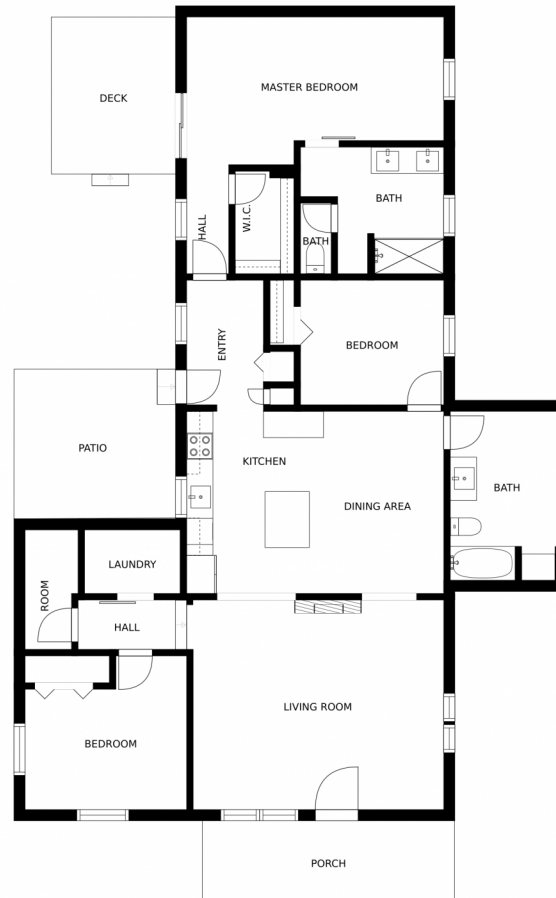 MASTER BEDROOM
DECK
BATH
W.I.C.
HALL
BATH
ENTRY
BEDROOM
PATIO
KITCHEN
DINING AREA
BATH
LAUNDRY
ROOM
HALL
LIVING ROOM
BEDROOM
PORCH